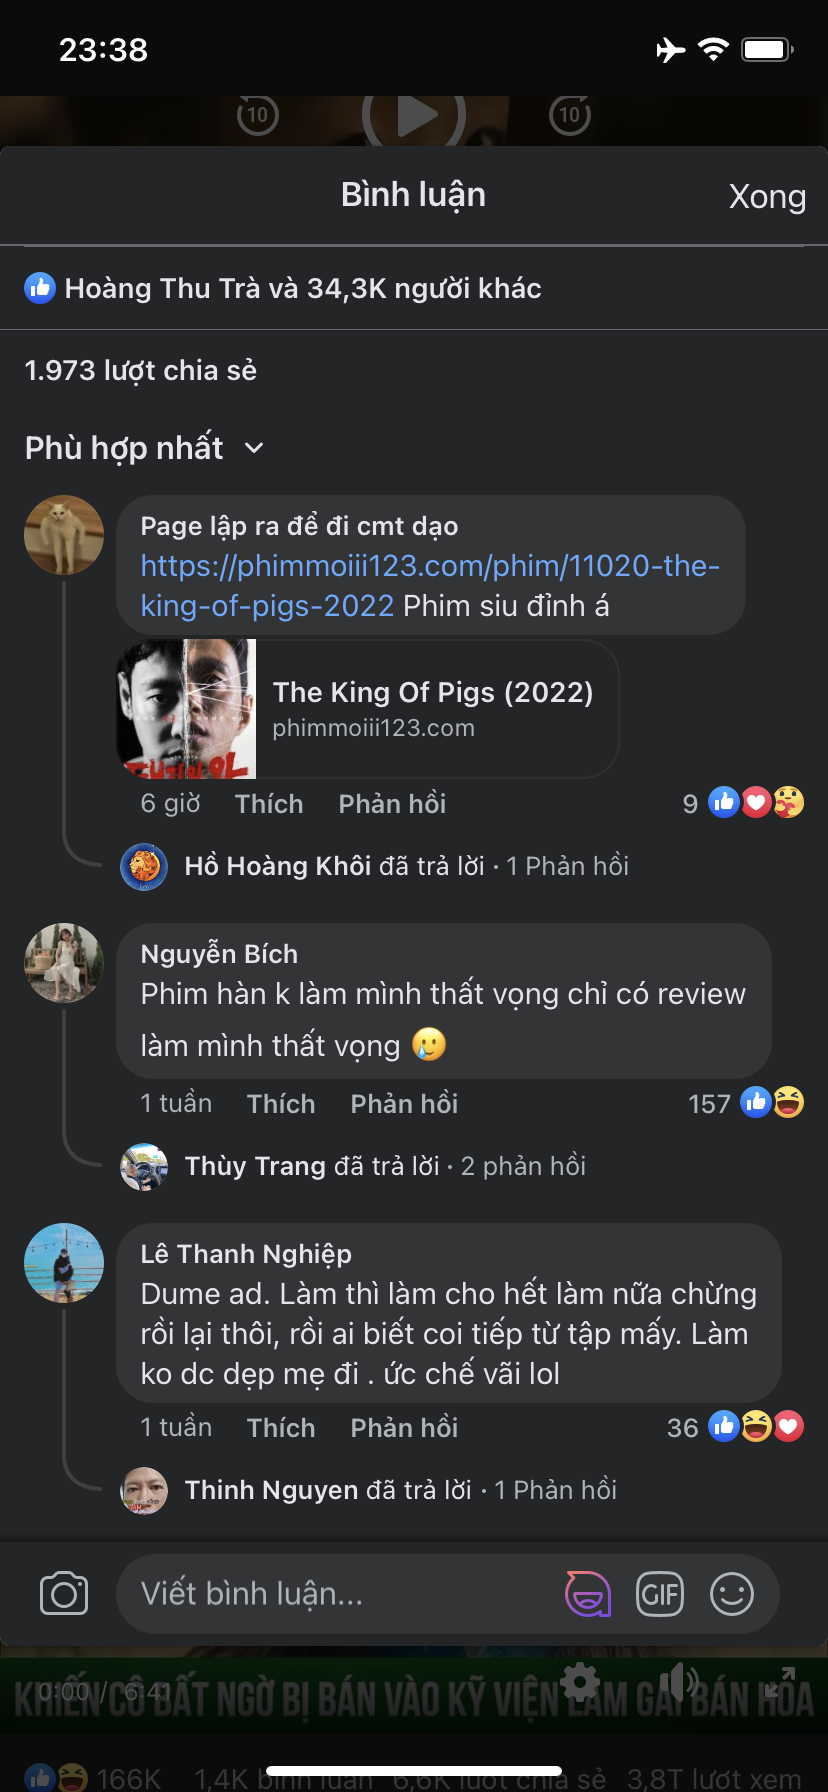 23:38
10
10
Bình luận
Xong
Hoàng Thu Trà và 34,3K người khác
1.973 lượt chia sẻ
Phù hợp nhất
Page lập ra để đi cmt dạo
https://phimmoiii123.com/phim/11020-the-
king-of-pigs-2022 Phim siu đỉnh á
The King Of Pigs (2022)
phimmoiii123.com
6 giờ Thích Phản hồi 9
Hồ Hoàng Khôi đã trả lời · 1 Phản hồi
Nguyễn Bích
Phim hàn k làm mình thất vọng chỉ có review
làm mình thất vọng 🥲
1 tuần Thích Phản hồi 157
Thùy Trang đã trả lời · 2 phản hồi
Lê Thanh Nghiệp
Dume ad. Làm thì làm cho hết làm nữa chừng
rồi lại thôi, rồi ai biết coi tiếp từ tập mấy. Làm
ko dc dẹp mẹ đi . ức chế vãi lol
1 tuần Thích Phản hồi 36
Thinh Nguyen đã trả lời · 1 Phản hồi
Viết bình luận...
GIF
0:00 / 6:41
KHIẾN CÔ BẤT NGỜ BỊ BÁN VÀO KỸ VIỆN LÀM GÁI BÁN HOA
166K 1,4K bình luận 6,6K lượt chia sẻ 3,8T lượt xem